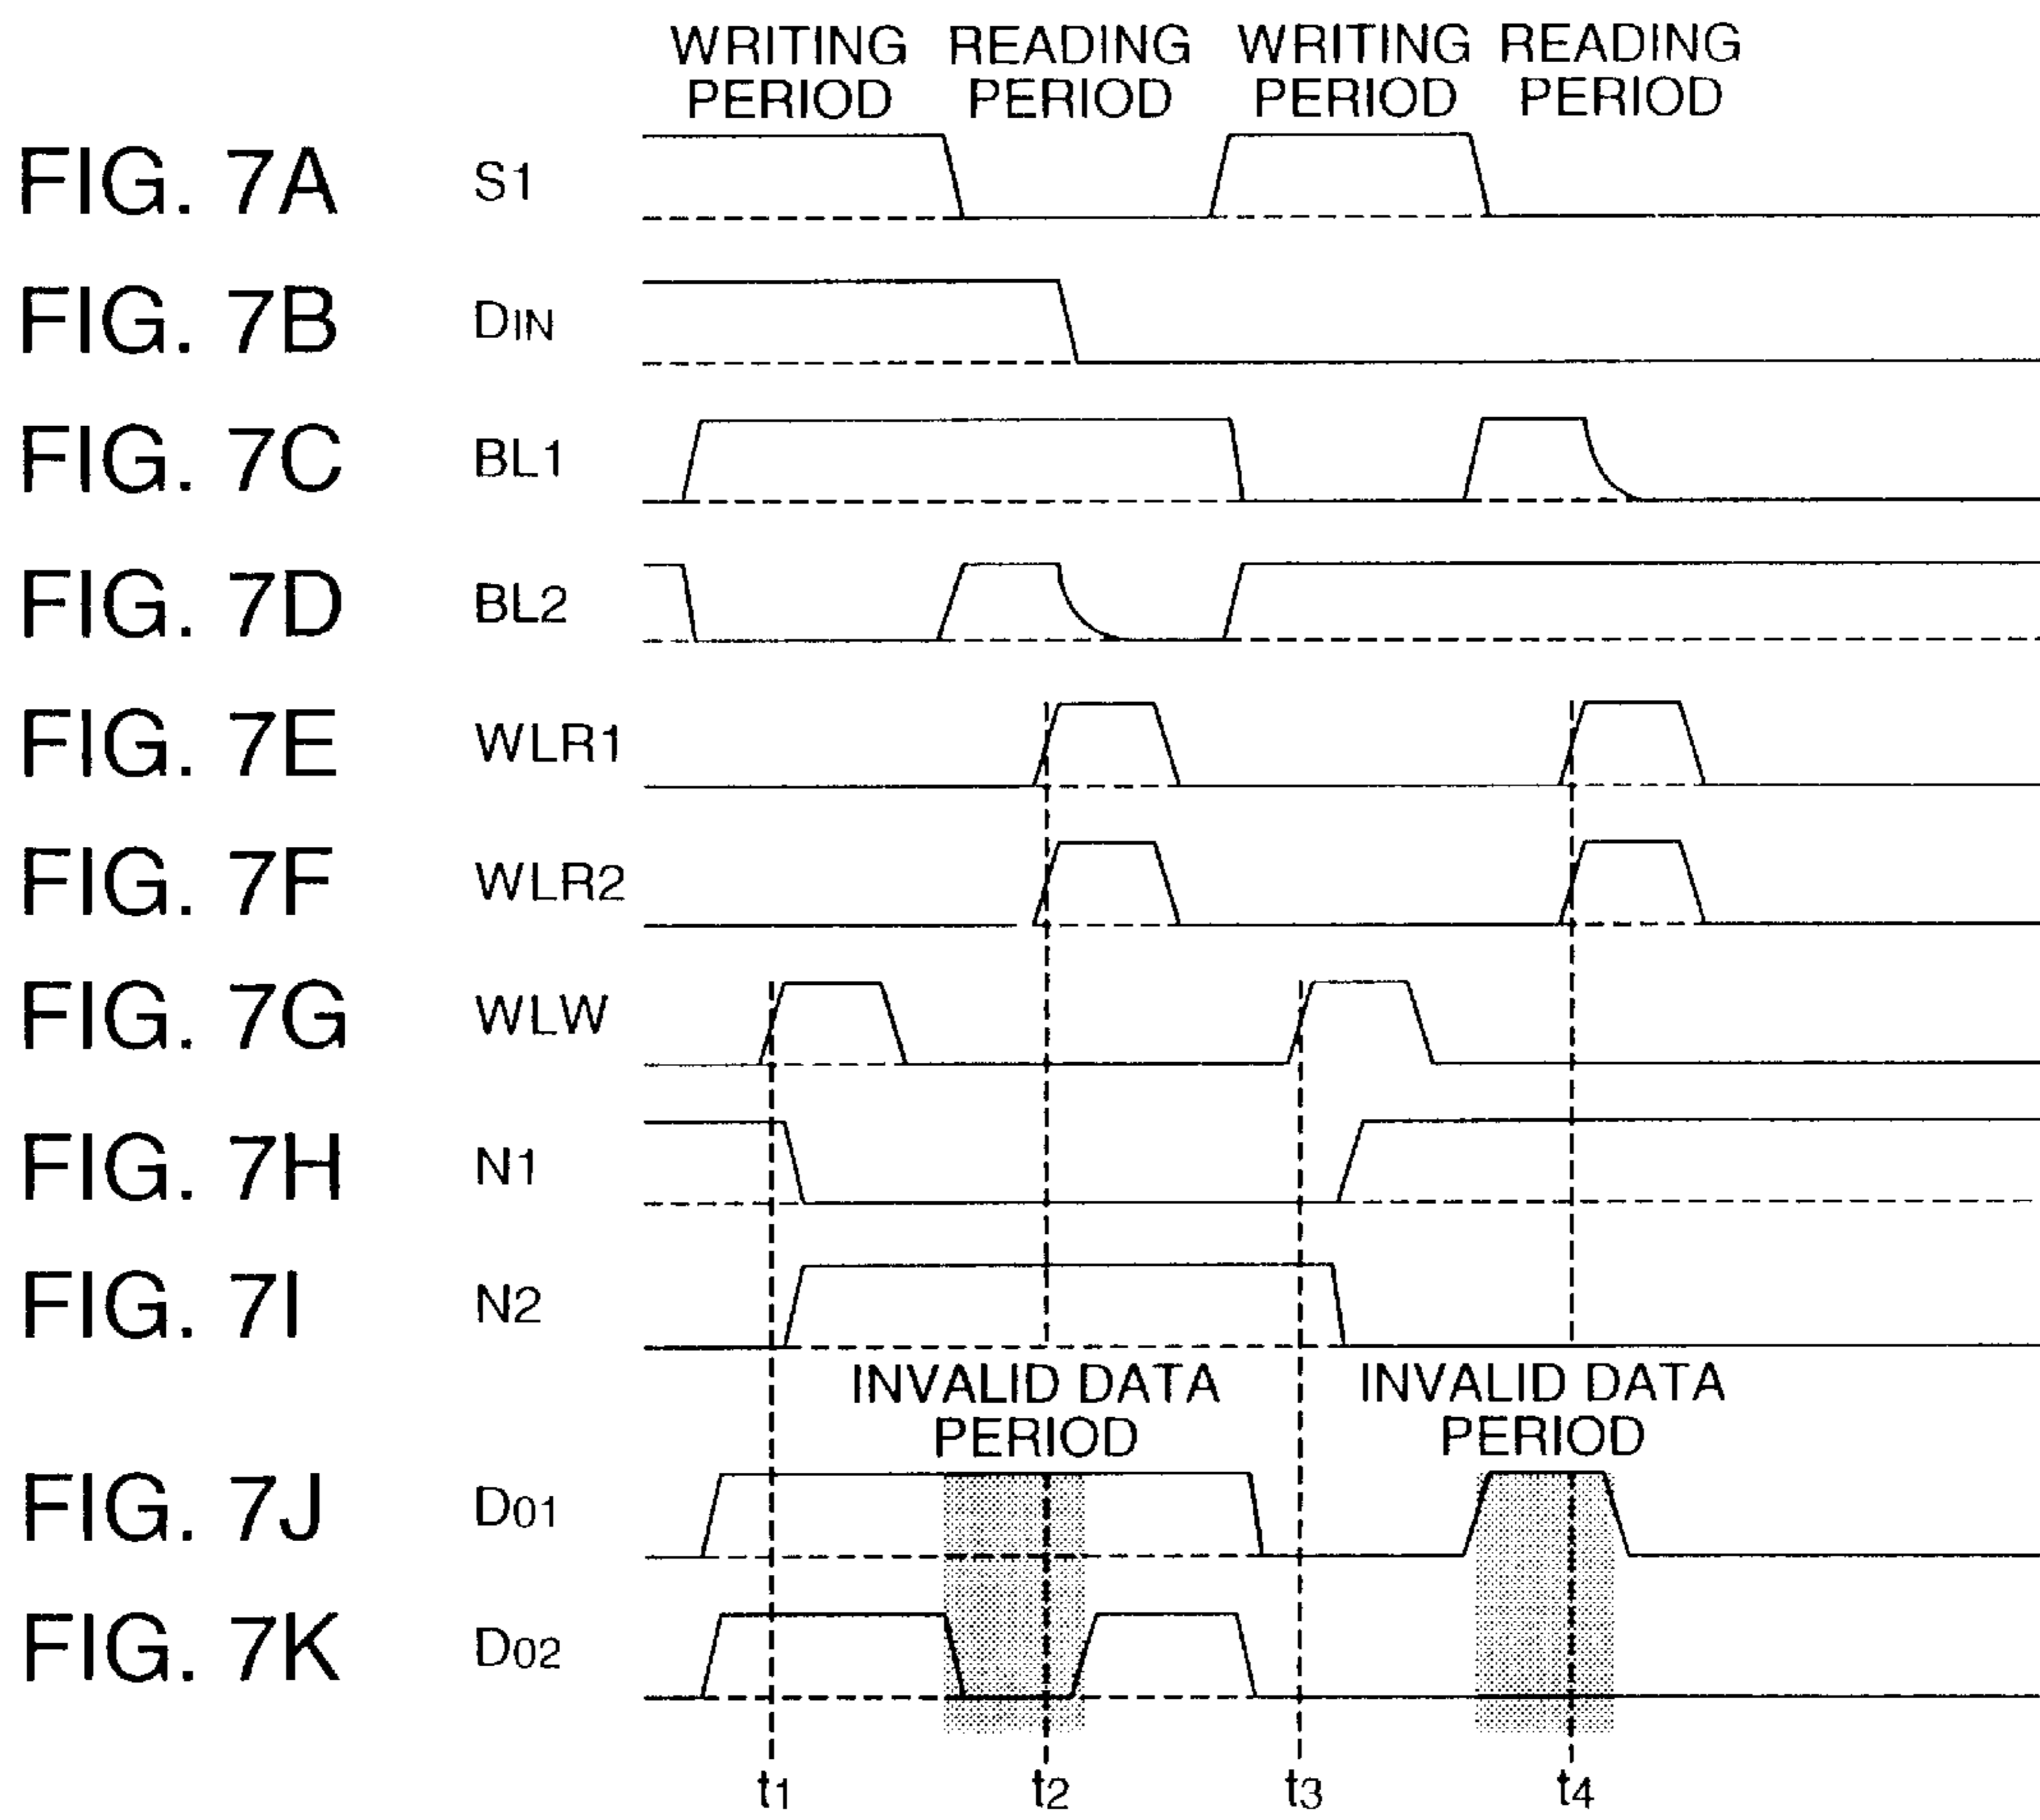 WRITING READING WRITING READING
PERIOD PERIOD PERIOD PERIOD
FIG. 7A S1
FIG. 7B DIN
FIG. 7C BL1
FIG. 7D BL2
FIG. 7E WLR1
FIG. 7F WLR2
FIG. 7G WLW
FIG. 7H N1
FIG. 7I N2
INVALID DATA INVALID DATA
PERIOD PERIOD
FIG. 7J D01
FIG. 7K D02
t1 t2 t3 t4